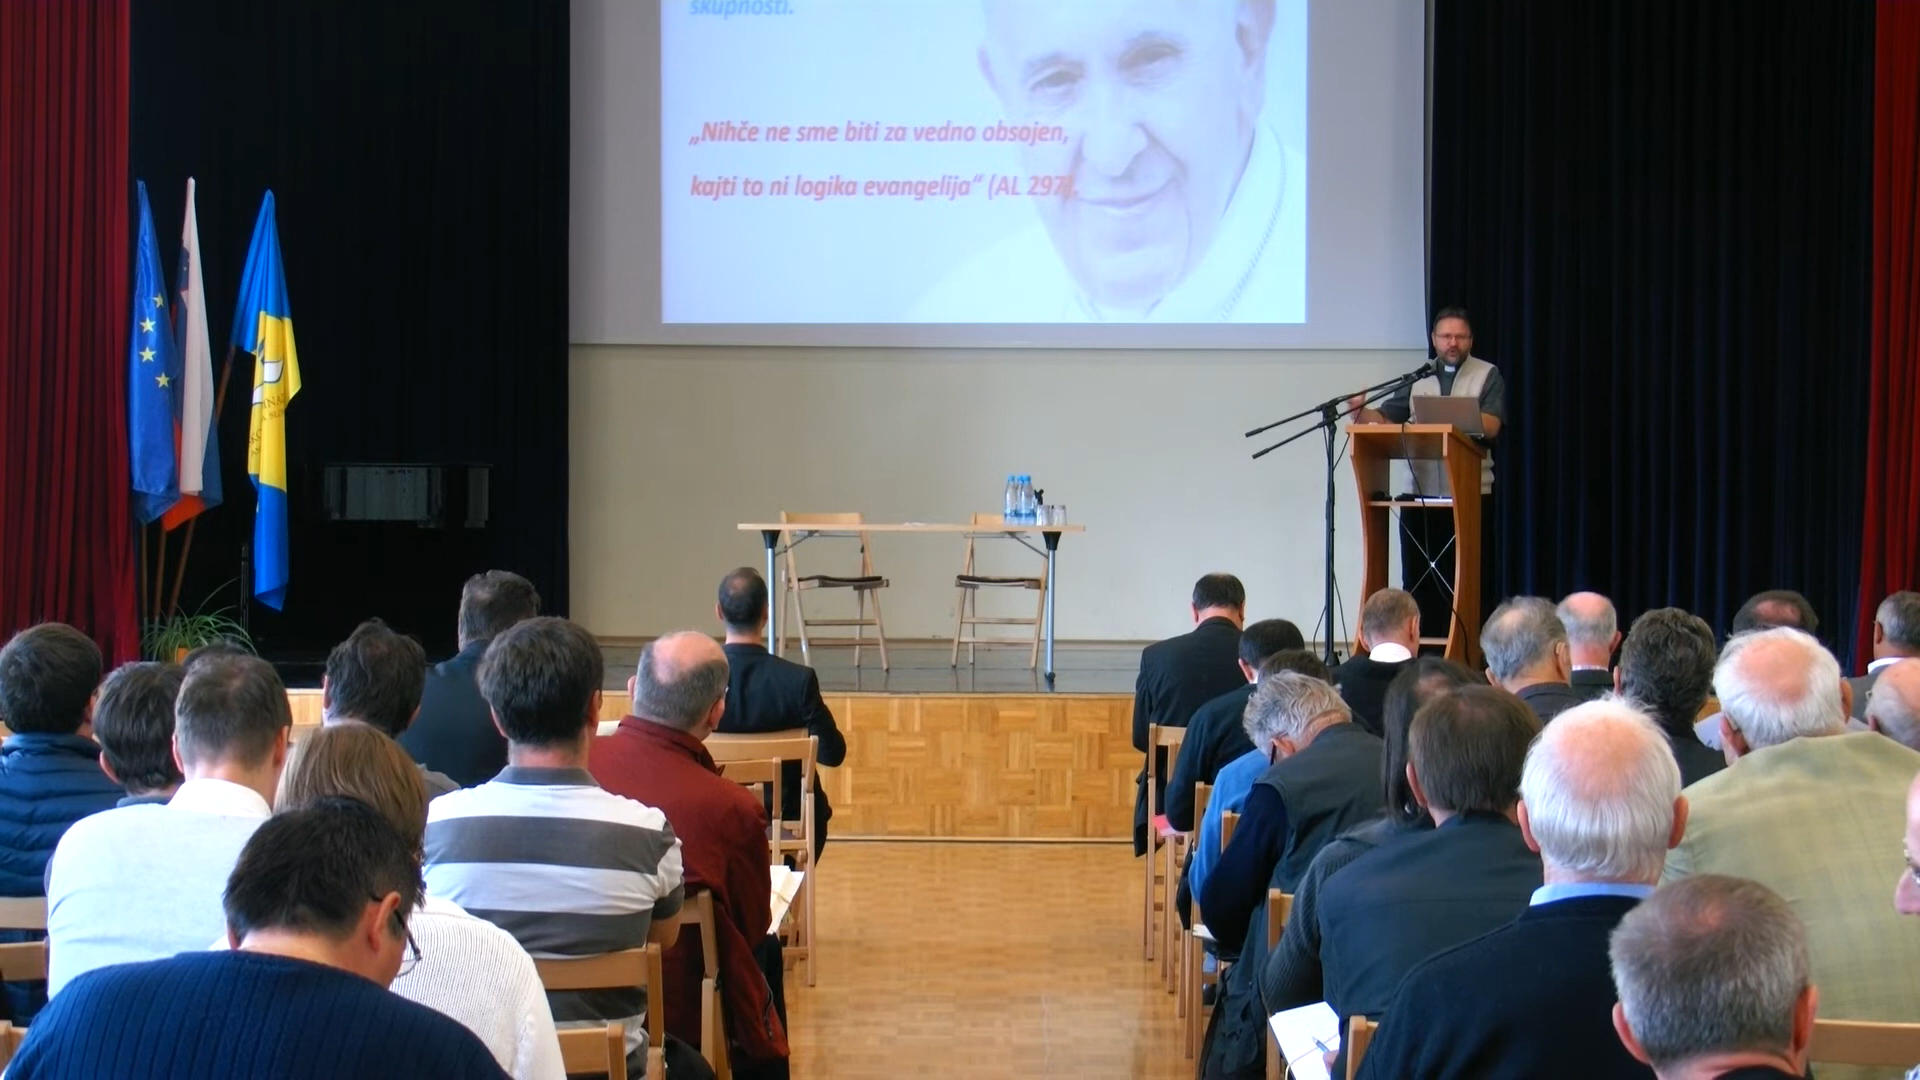 skupnosti.
„Nihče ne sme biti za vedno obsojen,
kajti to ni logika evangelija“ (AL 297).